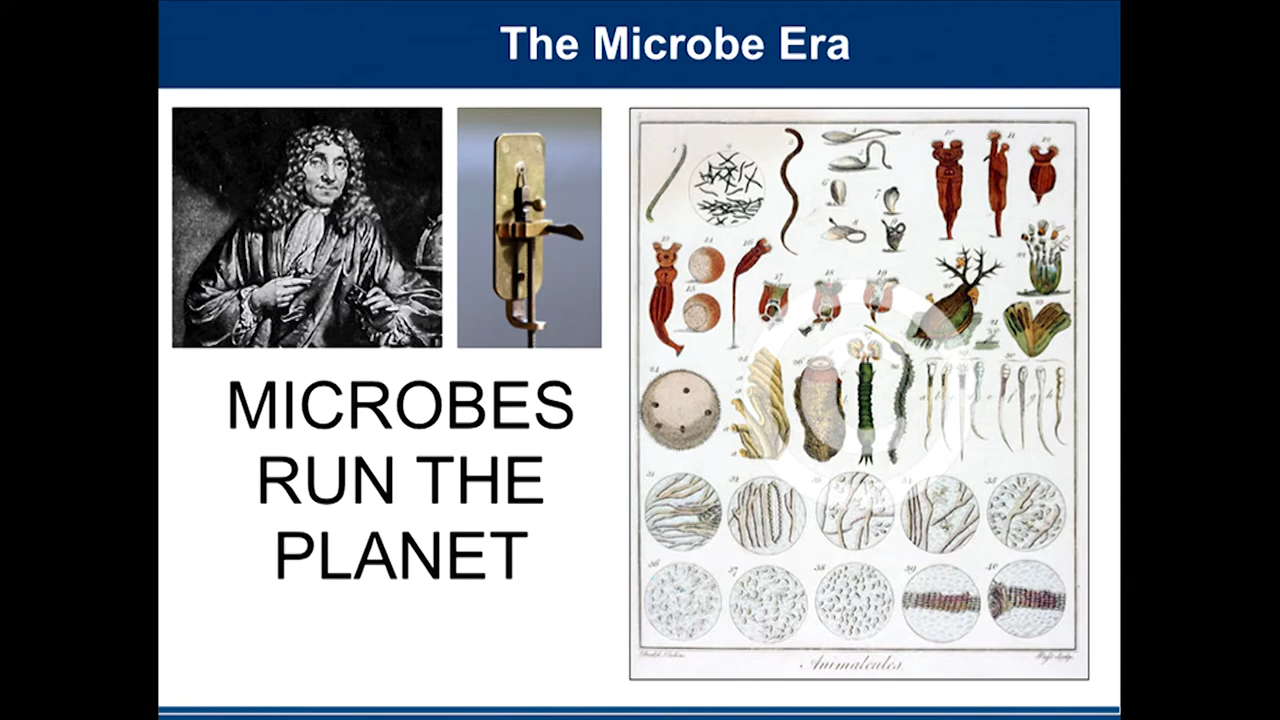 The Microbe Era
MICROBES
RUN THE
PLANET
Animalcules